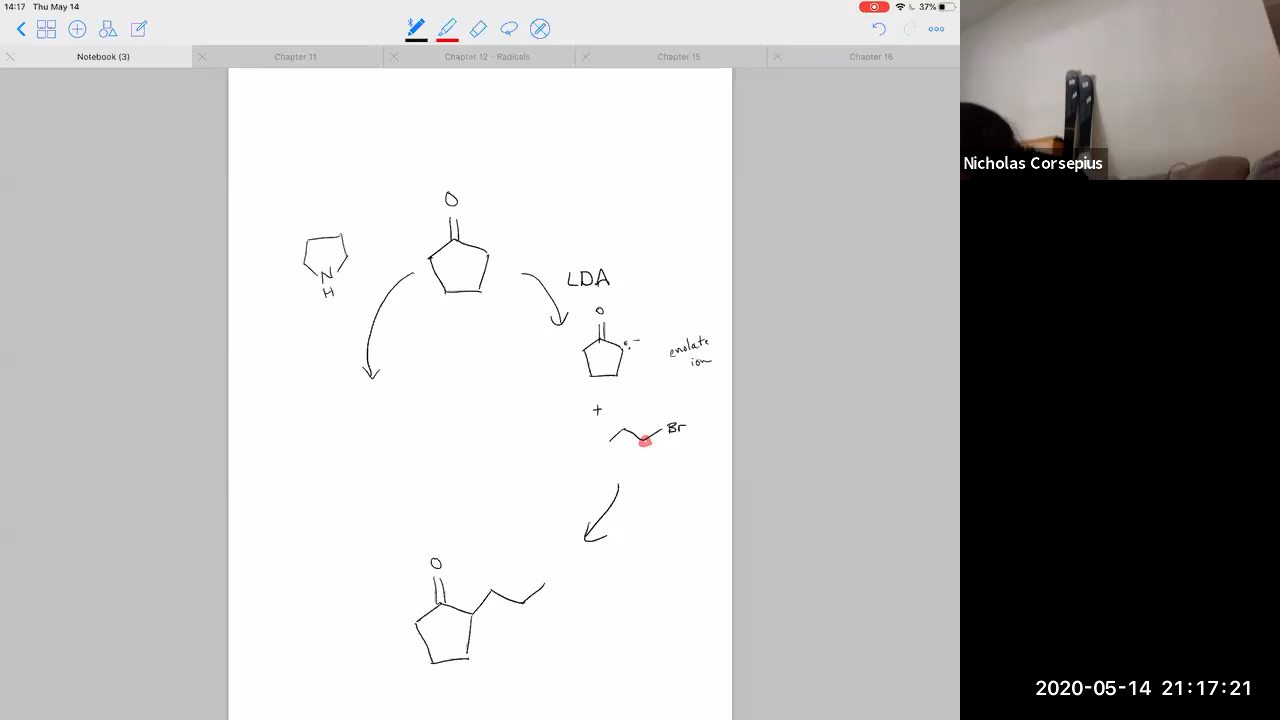 14:17 Thu May 14
37%
Notebook (3)
Chapter 11
Chapter 12 - Radicals
Chapter 15
Chapter 16
Nicholas Corsepius
O
N
H
LDA
O
enolate
ion
+
Br
O
2020-05-14 21:17:21